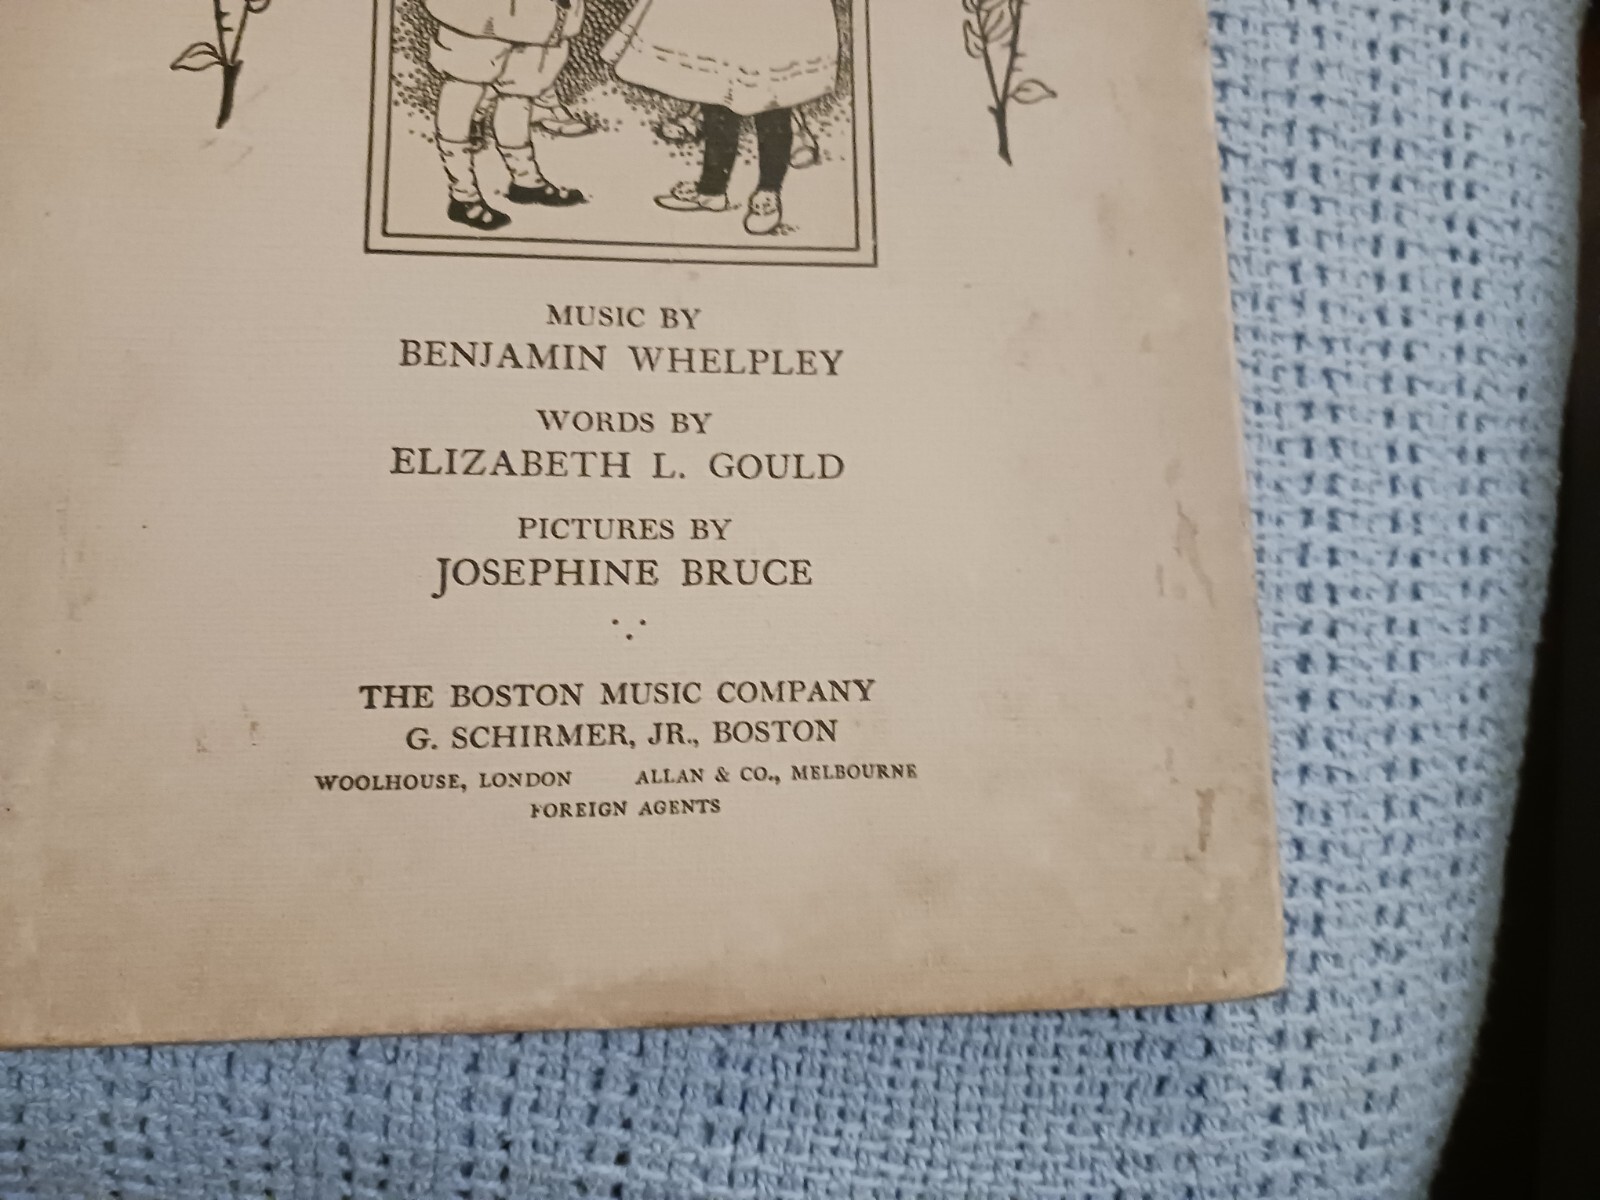 MUSIC BY
BENJAMIN WHELPLEY
WORDS BY
ELIZABETH L. GOULD
PICTURES BY
JOSEPHINE BRUCE
THE BOSTON MUSIC COMPANY
G. SCHIRMER, JR., BOSTON
WOOLHOUSE, LONDON ALLAN & CO., MELBOURNE
FOREIGN AGENTS